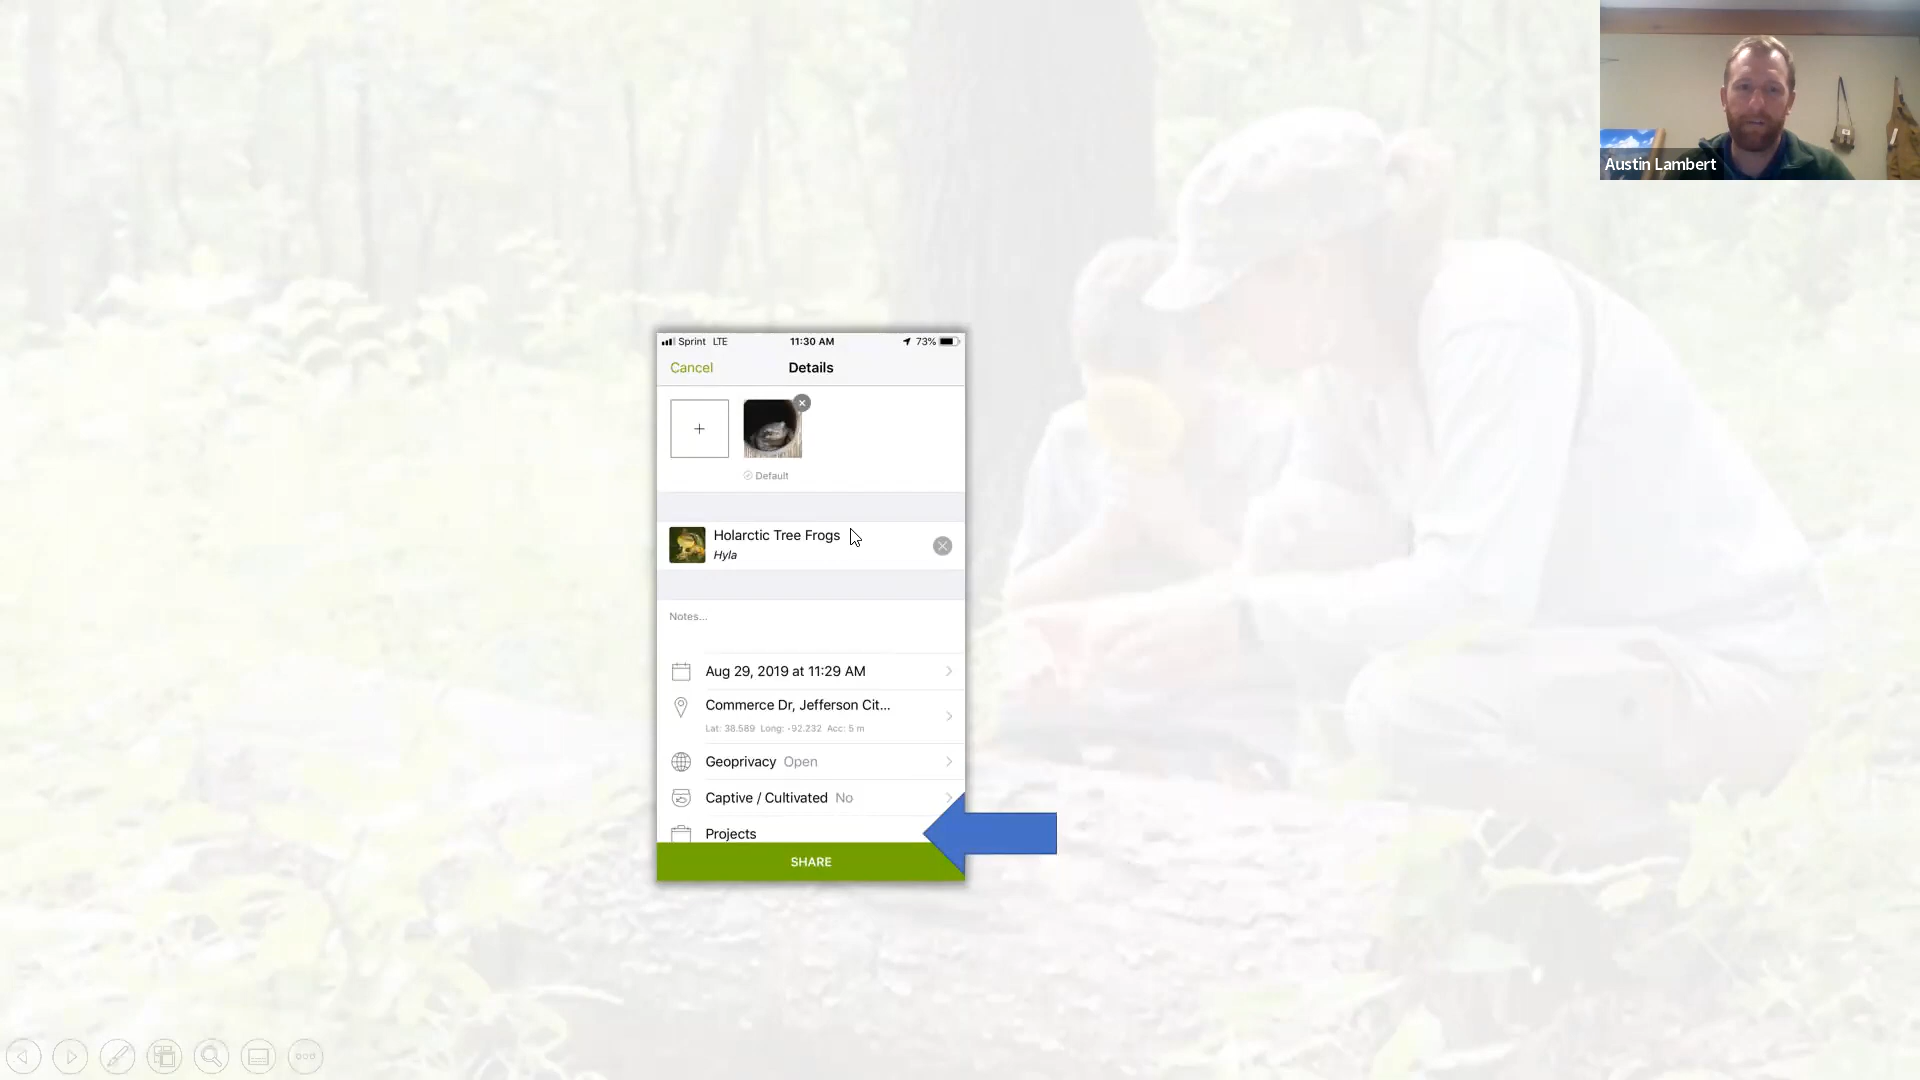 Austin Lambert
Sprint LTE 11:30 AM 73%
Cancel Details
+
Default
Holarctic Tree Frogs
Hyla
Notes...
Aug 29, 2019 at 11:29 AM
Commerce Dr, Jefferson Cit...
Lat: 38.589 Long: -92.232 Acc: 5 m
Geoprivacy Open
Captive / Cultivated No
Projects
SHARE